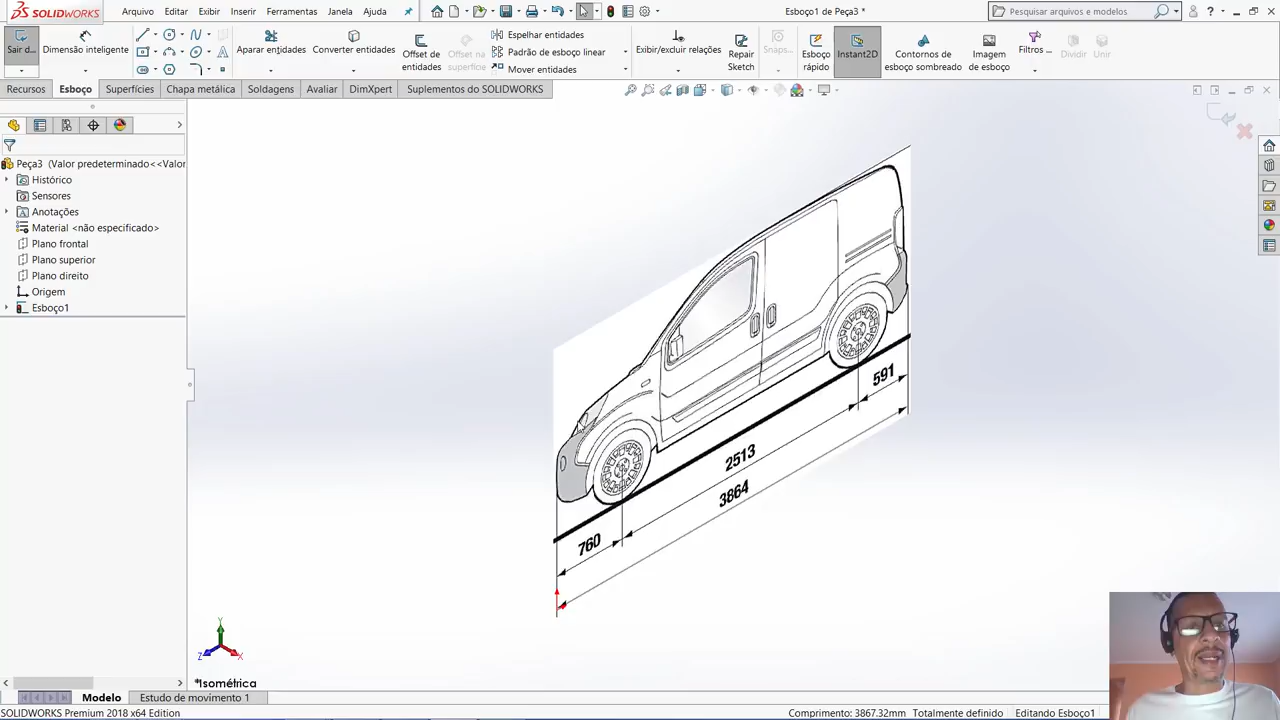 SOLIDWORKS
Arquivo Editar Exibir Inserir Ferramentas Janela Ajuda
Esboço1 de Peça3 *
Pesquisar arquivos e modelos
Sair d...
Dimensão inteligente
Aparar entidades
Converter entidades
Offset de entidades
Offset na superfície
Espelhar entidades
Padrão de esboço linear
Mover entidades
Exibir/excluir relações
Repair Sketch
Snaps...
Esboço rápido
Instant2D
Contornos de esboço sombreado
Imagem de esboço
Filtros ...
Dividir
Unir
Recursos Esboço Superfícies Chapa metálica Soldagens Avaliar DimXpert Suplementos do SOLIDWORKS
Peça3 (Valor predeterminado<<Valor
Histórico
Sensores
Anotações
Material <não especificado>
Plano frontal
Plano superior
Plano direito
Origem
Esboço1
591
2513
3864
760
Y
Z X
*Isométrica
Modelo Estudo de movimento 1
SOLIDWORKS Premium 2018 x64 Edition
Comprimento: 3867.32mm Totalmente definido Editando Esboço1